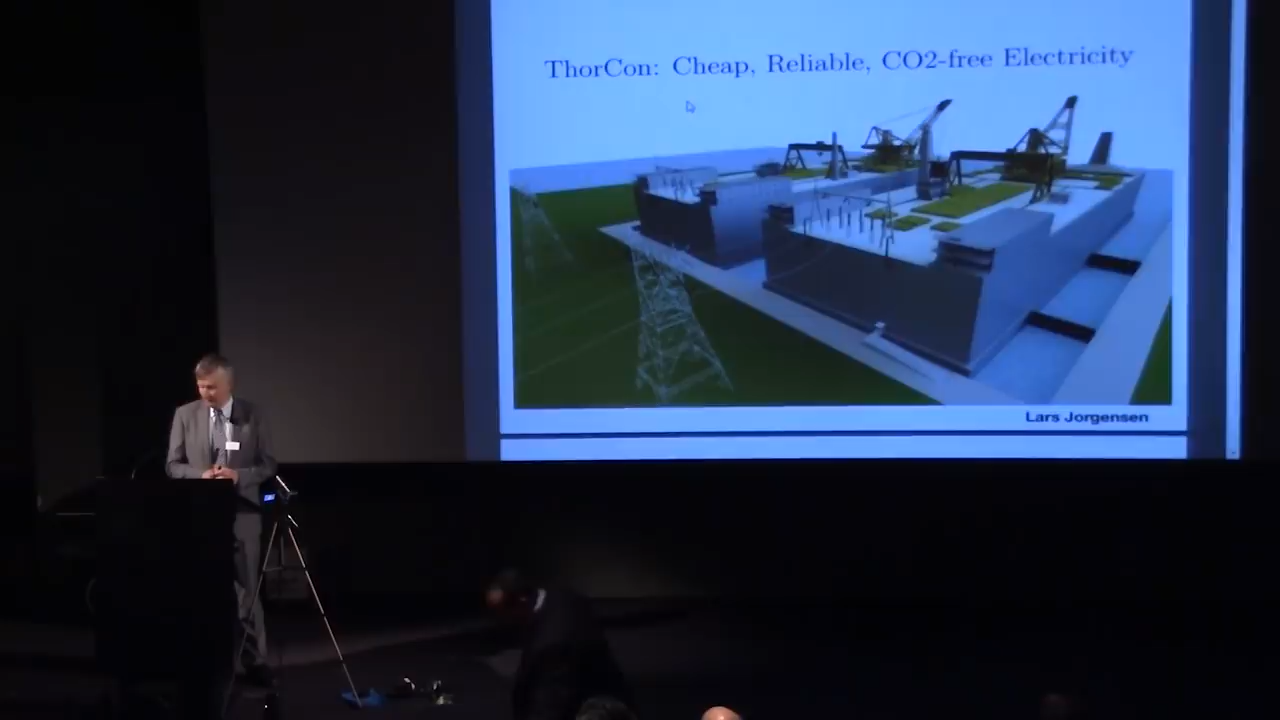 ThorCon: Cheap, Reliable, CO2-free Electricity
Lars Jorgensen